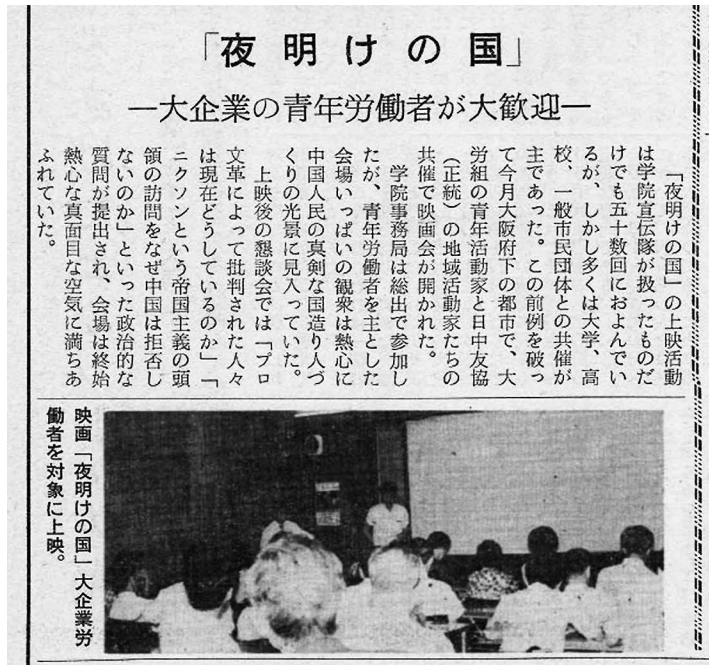 「夜明けの国」
―大企業の青年労働者が大歓迎―
「夜明けの国」の上映活動
は学院宣伝隊が扱ったものだ
けでも五十数回におよんでい
るが、しかし多くは大学、高
校、一般市民団体との共催が
主であった。この前例を破っ
て今月大阪府下の都市で、大
労組の青年活動家と日中友協
（正統）の地域活動家たちの
共催で映画会が開かれた。
学院事務局は総出で参加し
たが、青年労働者を主とした
会場いっぱいの観衆は熱心に
中国人民の真剣な国造り人づ
くりの光景に見入っていた。
上映後の懇談会では「プロ
文革によって批判された人々
は現在どうしているのか」「
ニクソンという帝国主義の頭
領の訪問をなぜ中国は拒否し
ないのか」といった政治的な
質問が提出され、会場は終始
熱心な真面目な空気に満ちあ
ふれていた。
映画「夜明けの国」大企業労
働者を対象に上映。